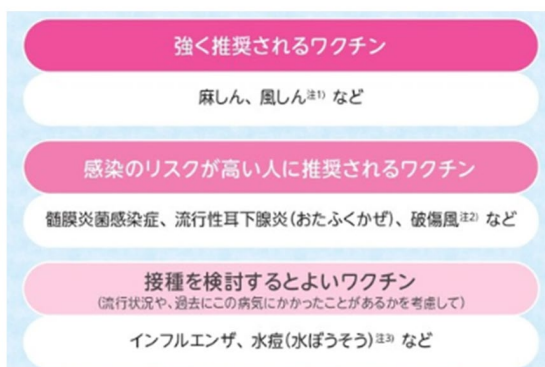 強く推奨されるワクチン
麻しん、風しん注1) など
感染のリスクが高い人に推奨されるワクチン
髄膜炎菌感染症、流行性耳下腺炎(おたふくかぜ)、破傷風注2) など
接種を検討するとよいワクチン
(流行状況や、過去にこの病気にかかったことがあるかを考慮して)
インフルエンザ、水痘(水ぼうそう)注3) など